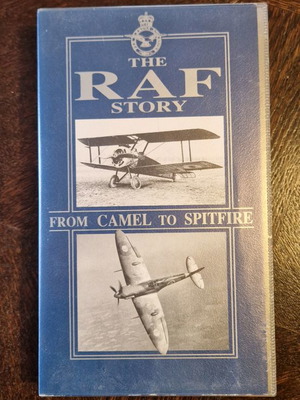 THE
RAF
STORY
FROM CAMEL TO SPITFIRE